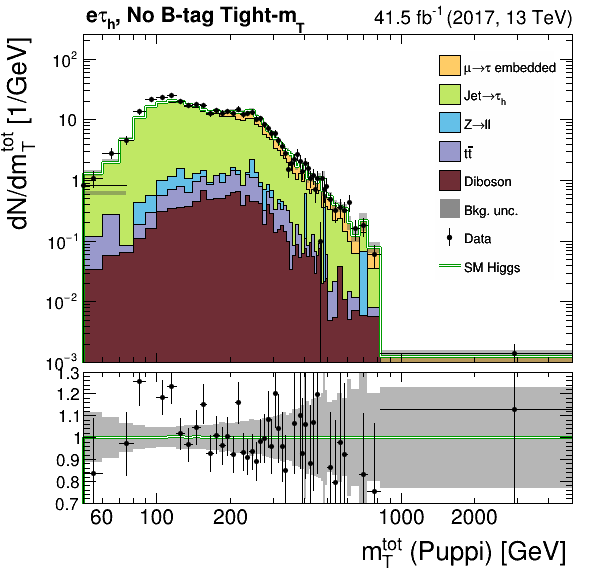 eτh, No B-tag Tight-mT 41.5 fb⁻¹ (2017, 13 TeV)
dN/dmTtot [1/GeV]
10²
10
1
10⁻¹
10⁻²
10⁻³
μ→τ embedded
Jet→τh
Z→ll
tt̄
Diboson
Bkg. unc.
Data
SM Higgs
1.3
1.2
1.1
1
0.9
0.8
0.7
60 100 200 1000 2000
mTtot (Puppi) [GeV]